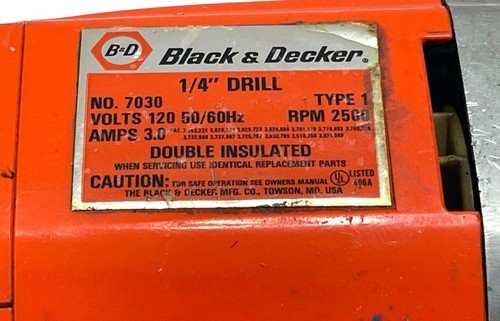 B&D Black & Decker®
1/4" DRILL
NO. 7030 TYPE 1
VOLTS 120 50/60Hz RPM 2500
AMPS 3.0 PAT.
DOUBLE INSULATED
WHEN SERVICING USE IDENTICAL REPLACEMENT PARTS
CAUTION: FOR SAFE OPERATION SEE OWNERS MANUAL UL LISTED
THE BLACK & DECKER MFG. CO., TOWSON, MD. USA 406A